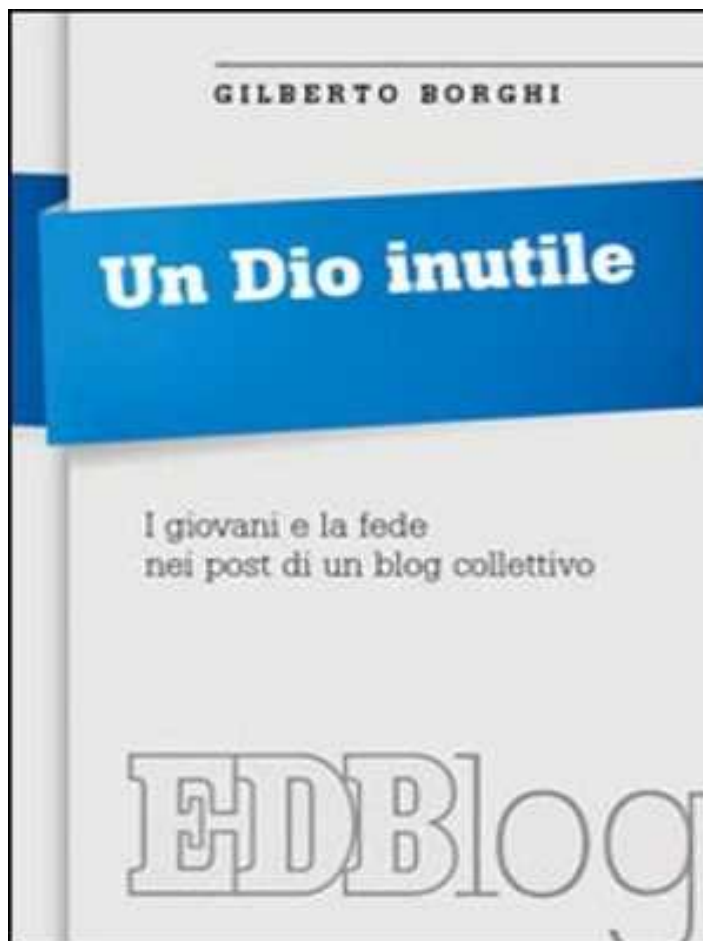 GILBERTO BORGHI
Un Dio inutile
I giovani e la fede
nei post di un blog collettivo
EDBlog